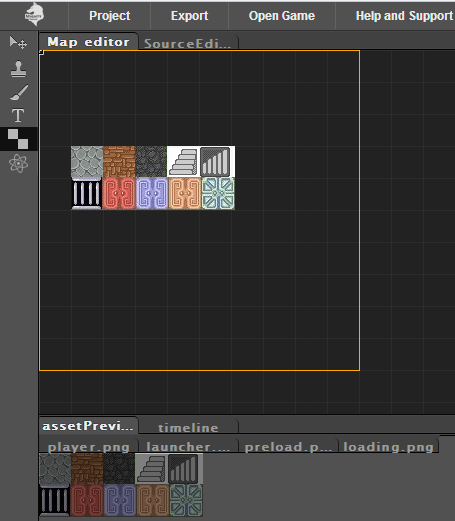 Project Export Open Game Help and Support
Map editor SourceEdi...
T
assetPrevi... timeline
player.png launcher.... preload.p... loading.png